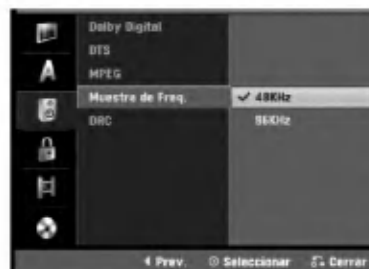 Dolby Digital
DTS
MPEG
Muestra de Freq.
✓ 48KHz
DRC
96KHz
Prev.
Seleccionar
Cerrar